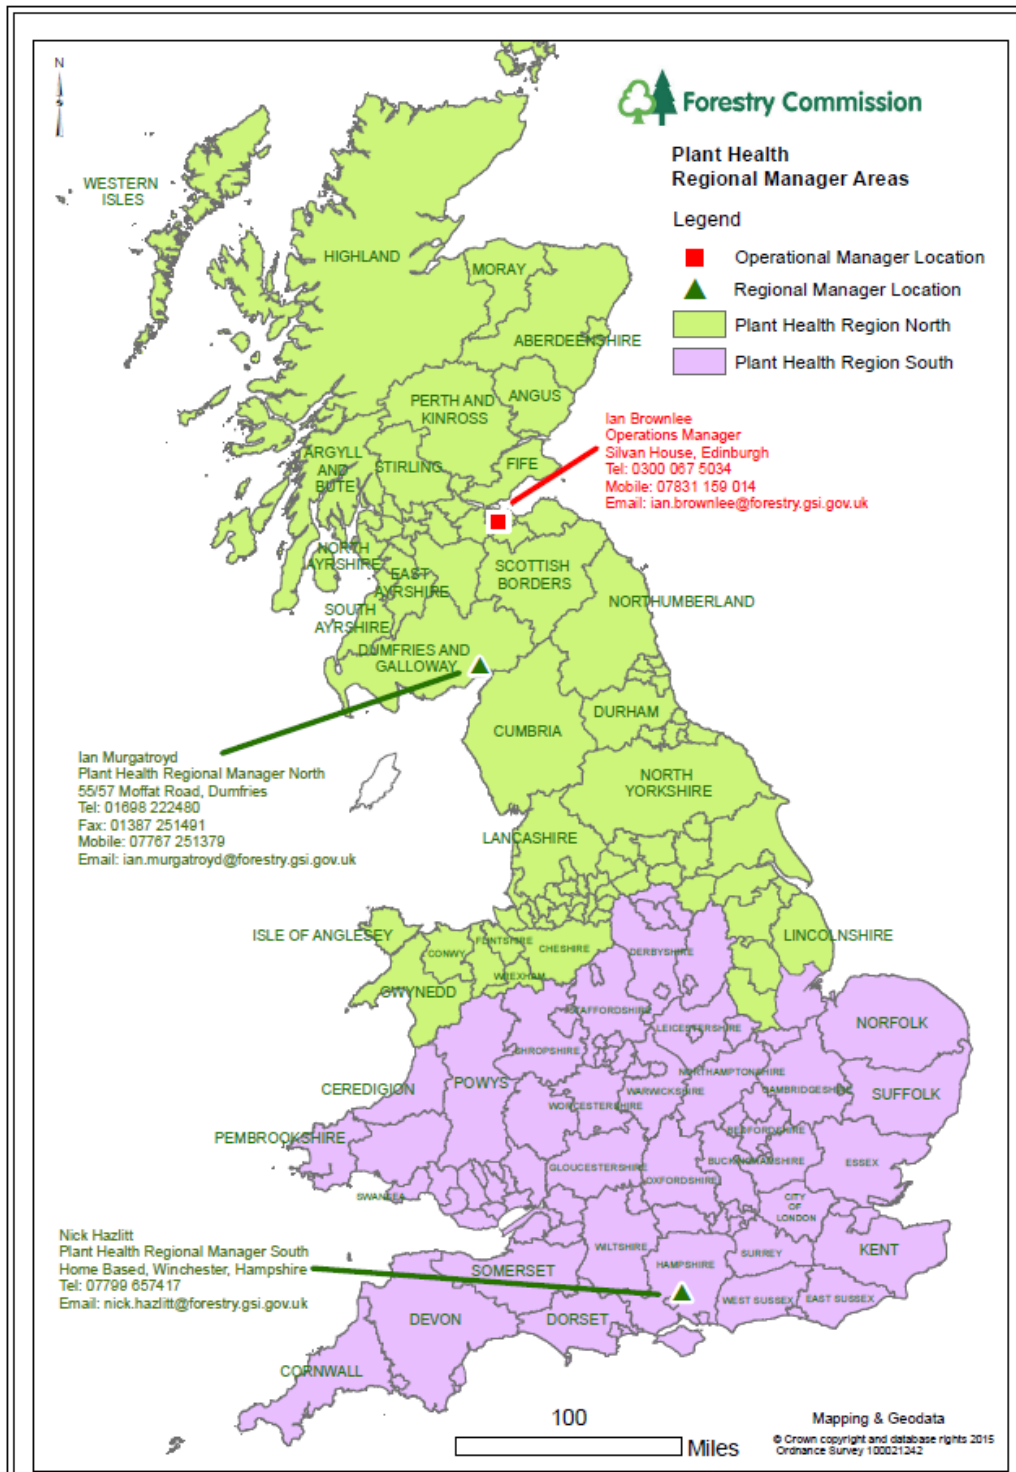 N
Forestry Commission
Plant Health
Regional Manager Areas
Legend
Operational Manager Location
Regional Manager Location
Plant Health Region North
Plant Health Region South
WESTERN
ISLES
HIGHLAND
MORAY
ABERDEENSHIRE
ANGUS
PERTH AND
KINROSS
Ian Brownlee
Operations Manager
Silvan House, Edinburgh
Tel: 0300 067 5034
Mobile: 07831 159 014
Email: ian.brownlee@forestry.gsi.gov.uk
ARGYLL
AND
BUTE
STIRLING
FIFE
NORTH
AYRSHIRE
EAST
AYRSHIRE
SCOTTISH
BORDERS
SOUTH
AYRSHIRE
NORTHUMBERLAND
DUMFRIES AND
GALLOWAY
DURHAM
CUMBRIA
Ian Murgatroyd
Plant Health Regional Manager North
55/57 Moffat Road, Dumfries
Tel: 01698 222480
Fax: 01387 251491
Mobile: 07767 251379
Email: ian.murgatroyd@forestry.gsi.gov.uk
NORTH
YORKSHIRE
LANCASHIRE
ISLE OF ANGLESEY
CONWY
FLINTSHIRE
CHESHIRE
DERBYSHIRE
LINCOLNSHIRE
WREXHAM
GWYNEDD
STAFFORDSHIRE
LEICESTERSHIRE
NORFOLK
SHROPSHIRE
CEREDIGION
POWYS
NORTHAMPTONSHIRE
WARWICKSHIRE
CAMBRIDGESHIRE
SUFFOLK
WORCESTERSHIRE
PEMBROOKSHIRE
BEDFORDSHIRE
GLOUCESTERSHIRE
BUCKINGHAMSHIRE
ESSEX
OXFORDSHIRE
SWANSEA
CITY
OF
LONDON
Nick Hazlitt
Plant Health Regional Manager South
Home Based, Winchester, Hampshire
Tel: 07799 657417
Email: nick.hazlitt@forestry.gsi.gov.uk
WILTSHIRE
SURREY
KENT
SOMERSET
HAMPSHIRE
WEST SUSSEX
EAST SUSSEX
DEVON
DORSET
CORNWALL
100
Miles
Mapping & Geodata
© Crown copyright and database rights 2015
Ordnance Survey 100021242